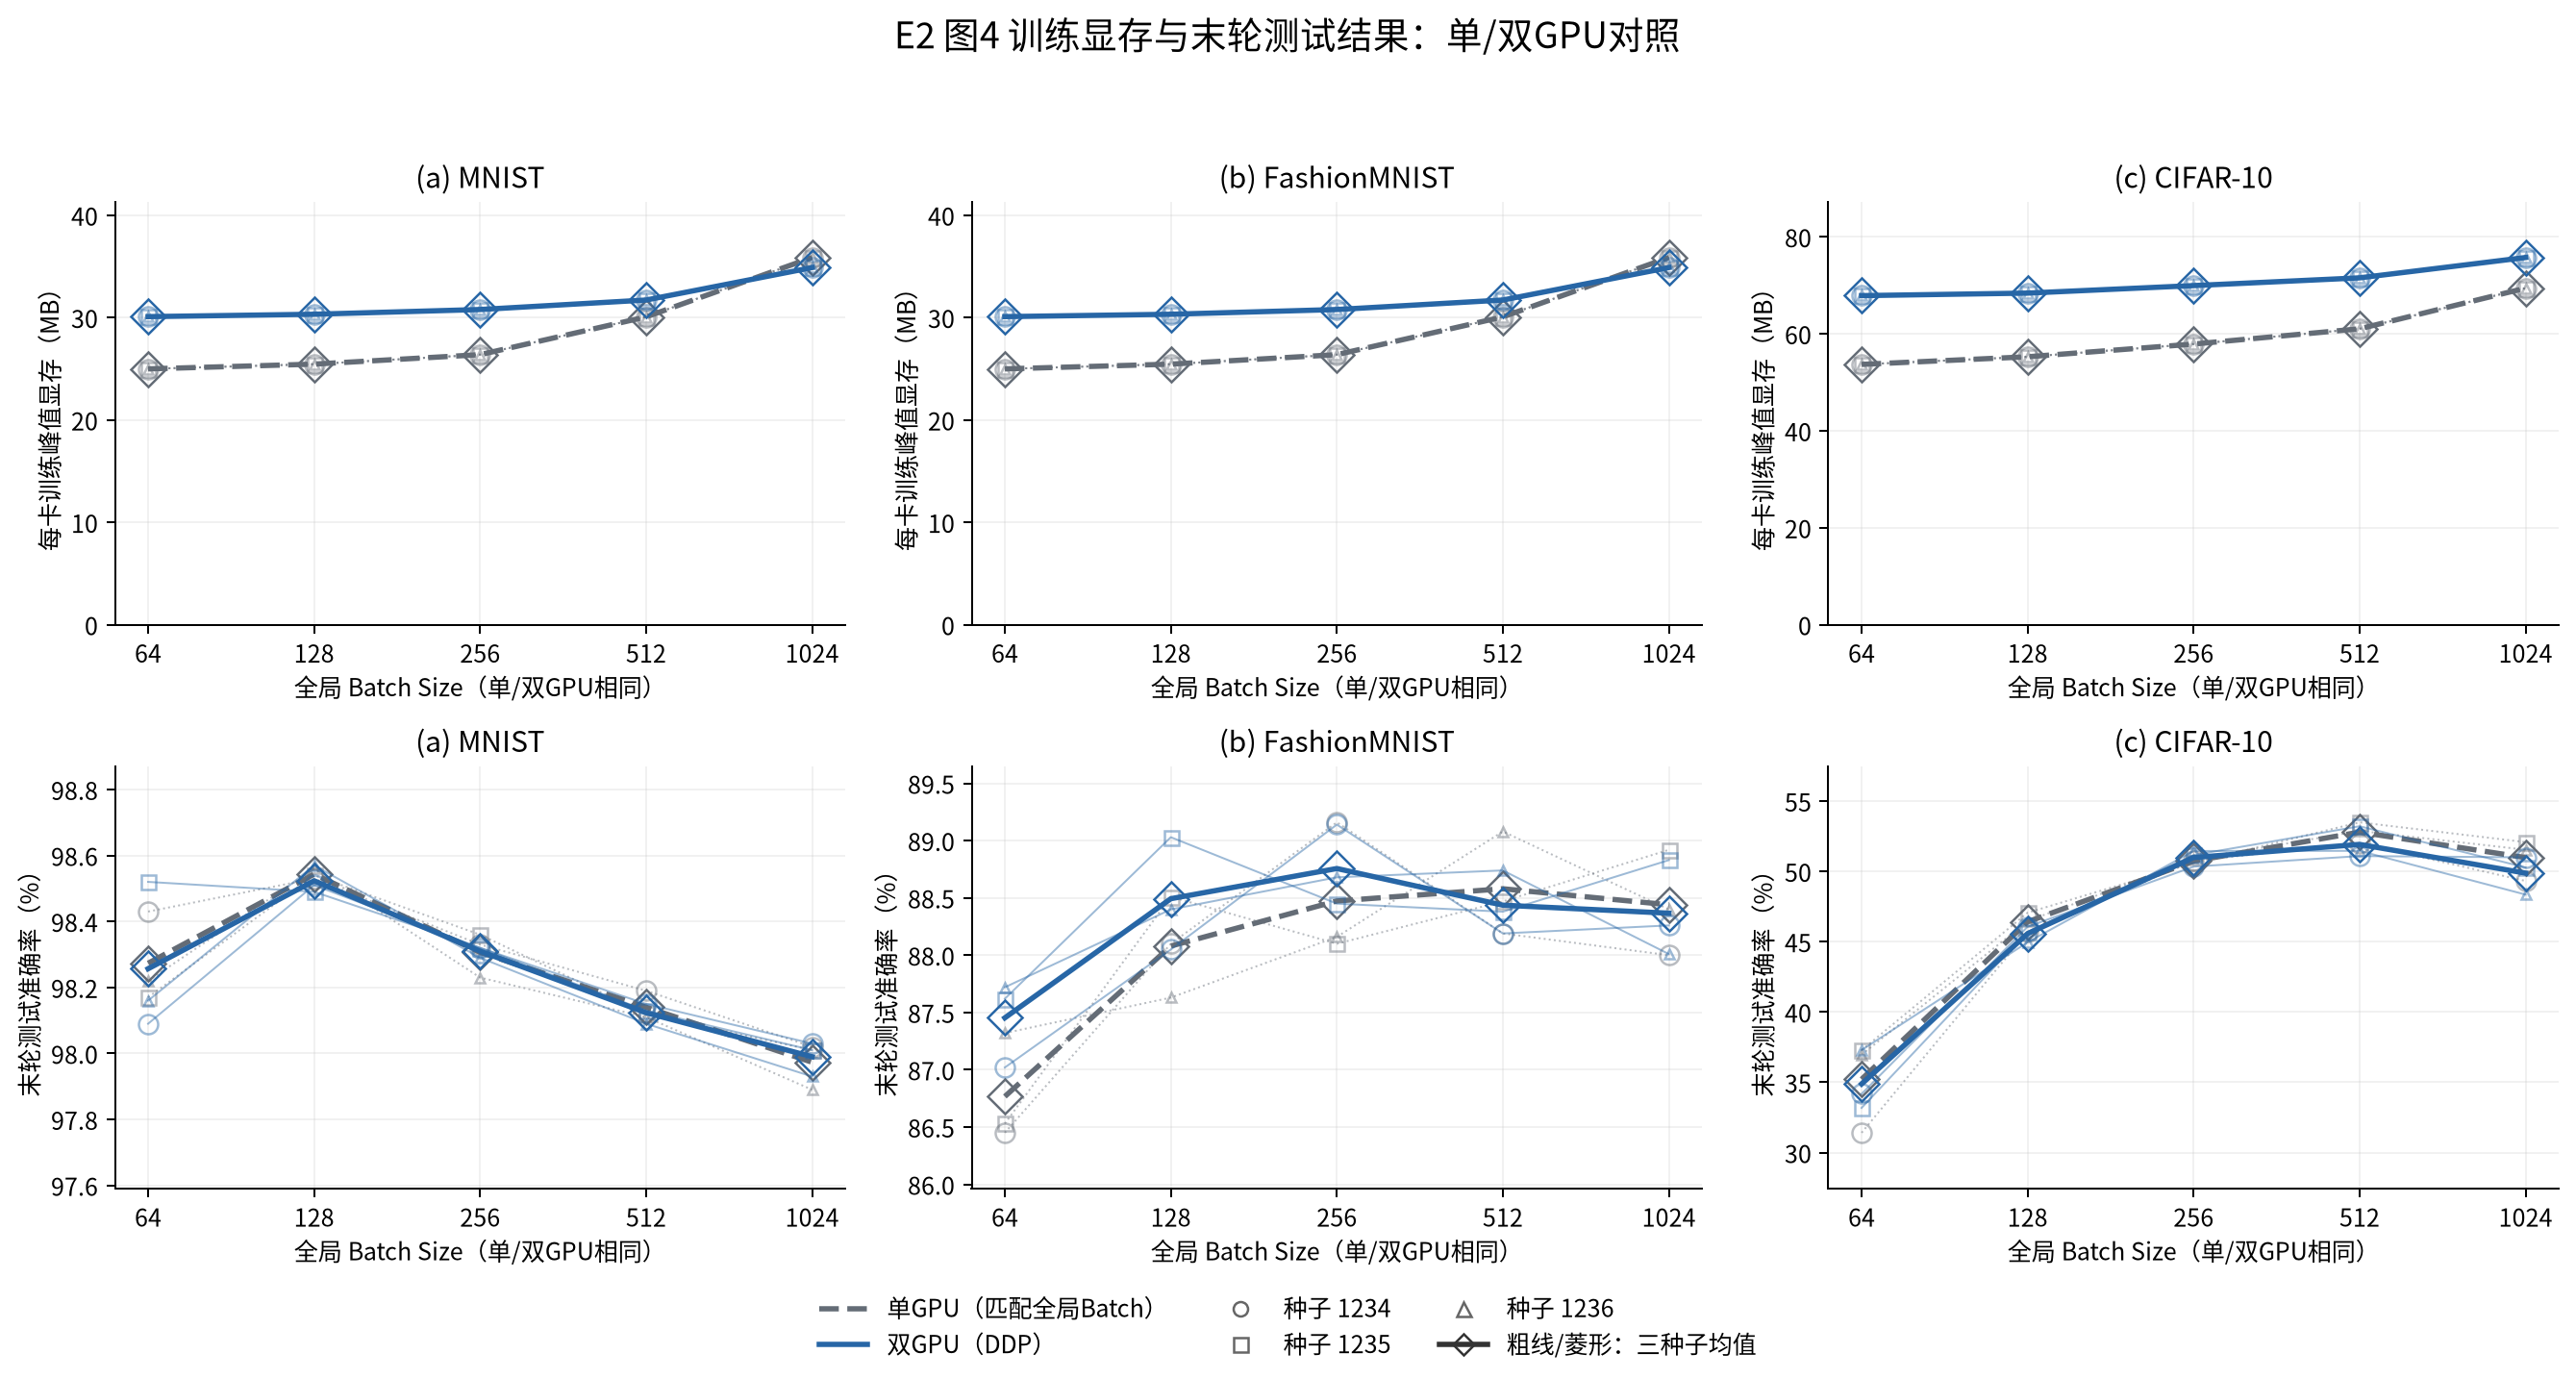 E2 图4 训练显存与末轮测试结果：单/双GPU对照
(a) MNIST
每卡训练峰值显存（MB）
40
30
20
10
0
64 128 256 512 1024
全局 Batch Size（单/双GPU相同）
(b) FashionMNIST
每卡训练峰值显存（MB）
40
30
20
10
0
64 128 256 512 1024
全局 Batch Size（单/双GPU相同）
(c) CIFAR-10
每卡训练峰值显存（MB）
80
60
40
20
0
64 128 256 512 1024
全局 Batch Size（单/双GPU相同）
(a) MNIST
末轮测试准确率（%）
98.8
98.6
98.4
98.2
98.0
97.8
97.6
64 128 256 512 1024
全局 Batch Size（单/双GPU相同）
(b) FashionMNIST
末轮测试准确率（%）
89.5
89.0
88.5
88.0
87.5
87.0
86.5
86.0
64 128 256 512 1024
全局 Batch Size（单/双GPU相同）
(c) CIFAR-10
末轮测试准确率（%）
55
50
45
40
35
30
64 128 256 512 1024
全局 Batch Size（单/双GPU相同）
单GPU（匹配全局Batch）
双GPU（DDP）
种子 1234
种子 1235
种子 1236
粗线/菱形：三种子均值